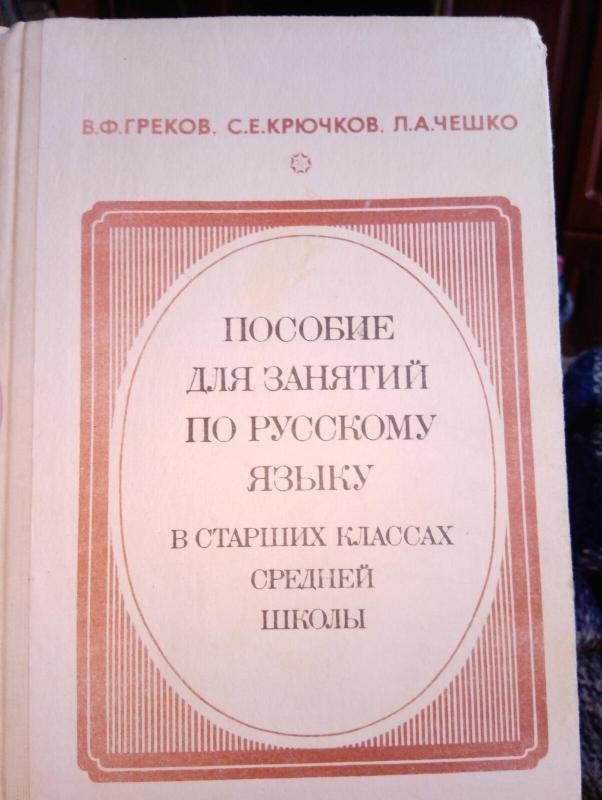 В.Ф.ГРЕКОВ, С.Е.КРЮЧКОВ, Л.А.ЧЕШКО
ПОСОБИЕ
ДЛЯ ЗАНЯТИЙ
ПО РУССКОМУ
ЯЗЫКУ
В СТАРШИХ КЛАССАХ
СРЕДНЕЙ
ШКОЛЫ